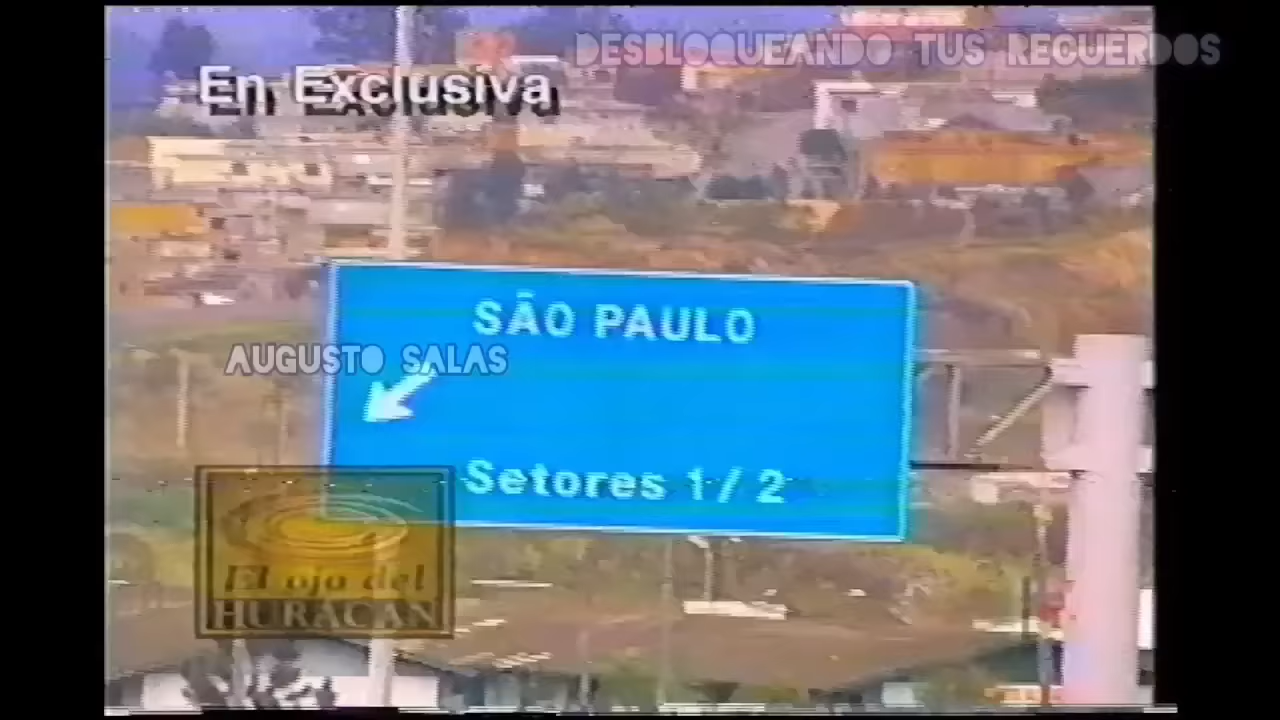 DESBLOQUEANDO TUS RECUERDOS
En Exclusiva
SÃO PAULO
AUGUSTO SALAS
Setores 1/2
El ojo del
HURACAN